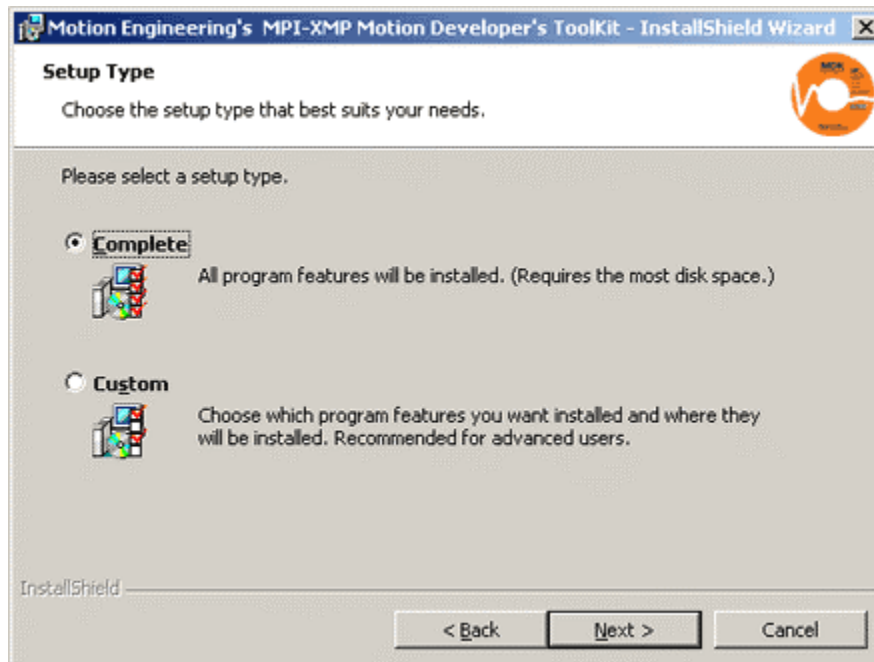 Motion Engineering's MPI-XMP Motion Developer's ToolKit - InstallShield Wizard
Setup Type
Choose the setup type that best suits your needs.
Please select a setup type.
Complete
All program features will be installed. (Requires the most disk space.)
Custom
Choose which program features you want installed and where they
will be installed. Recommended for advanced users.
InstallShield
< Back
Next >
Cancel